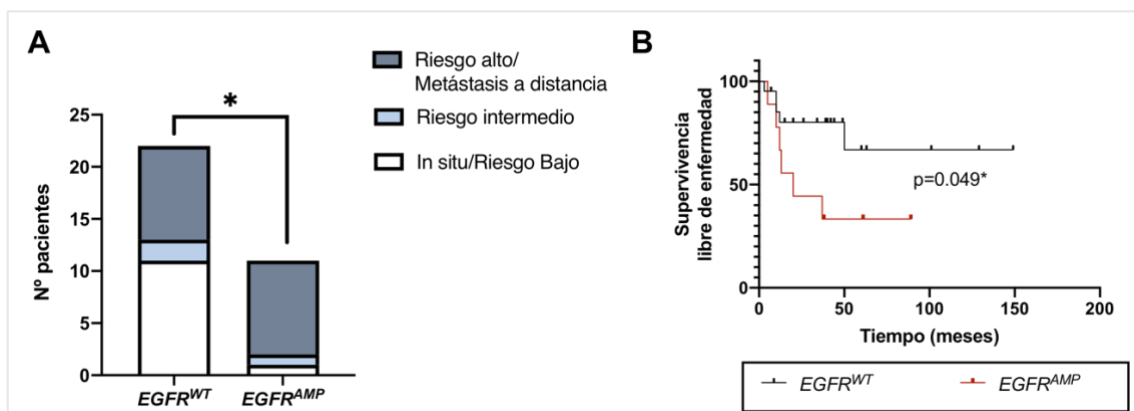 A
Riesgo alto/
Metástasis a distancia
Riesgo intermedio
In situ/Riesgo Bajo
*
Nº pacientes
25
20
15
10
5
0
EGFRWT
EGFRAMP
B
Supervivencia
libre de enfermedad
100
50
0
p=0.049*
0
50
100
150
200
Tiempo (meses)
EGFRWT
EGFRAMP